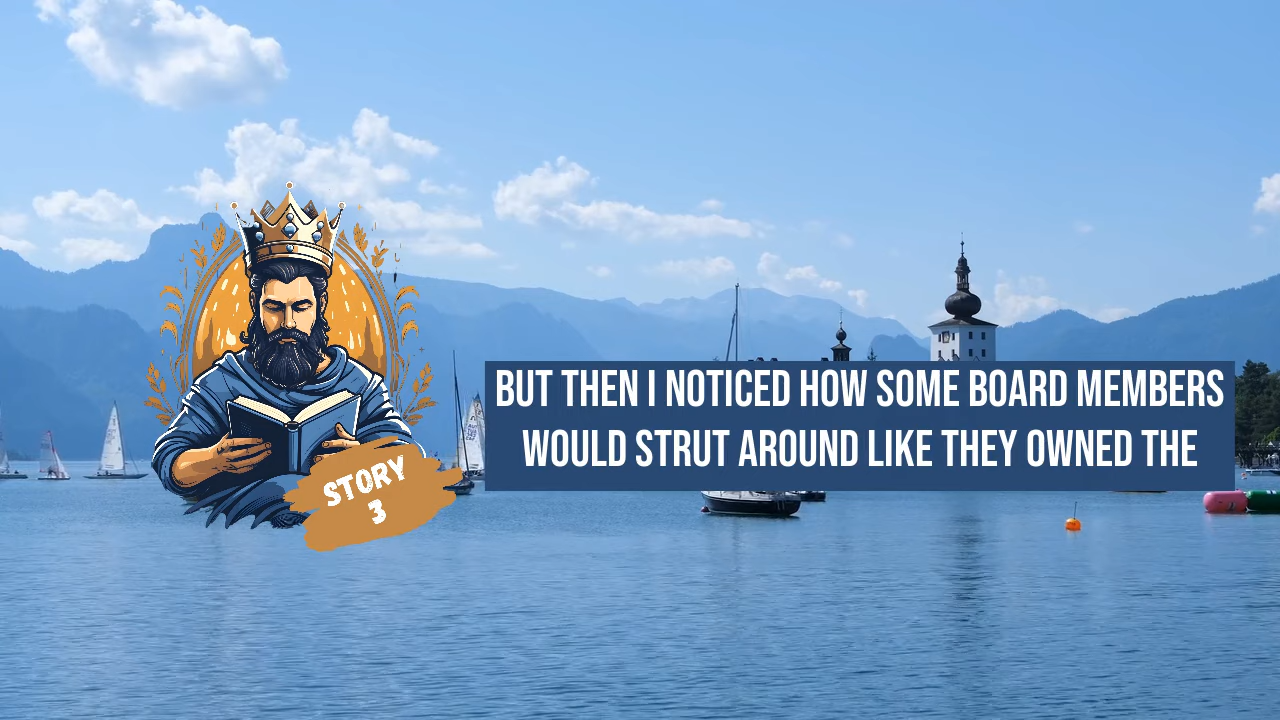 BUT THEN I NOTICED HOW SOME BOARD MEMBERS
WOULD STRUT AROUND LIKE THEY OWNED THE
STORY
3